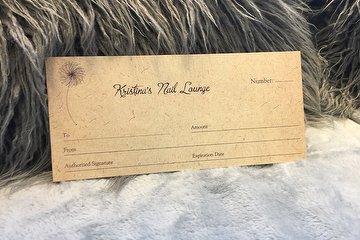 Kristina's Nail Lounge
Number:
To
Amount
From
Authorized Signature
Expiration Date